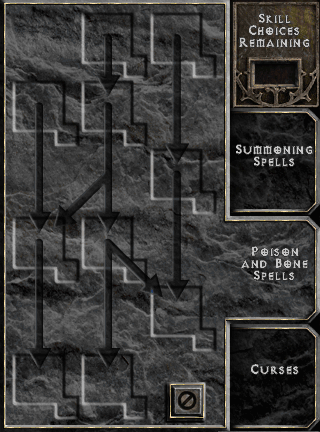 Skill
Choices
Remaining
Summoning
Spells
Poison
and Bone
Spells
Curses